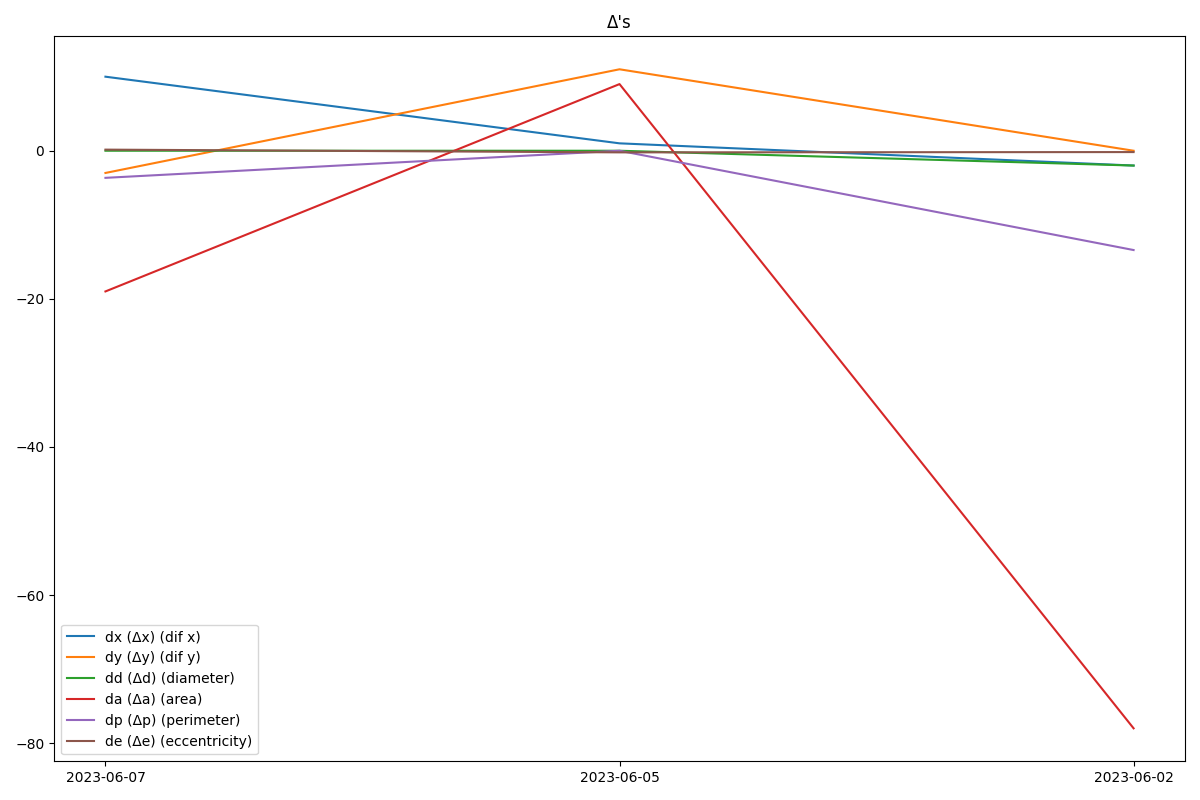 Δ's
0
−20
−40
−60
−80
dx (Δx) (dif x)
dy (Δy) (dif y)
dd (Δd) (diameter)
da (Δa) (area)
dp (Δp) (perimeter)
de (Δe) (eccentricity)
2023-06-07
2023-06-05
2023-06-02